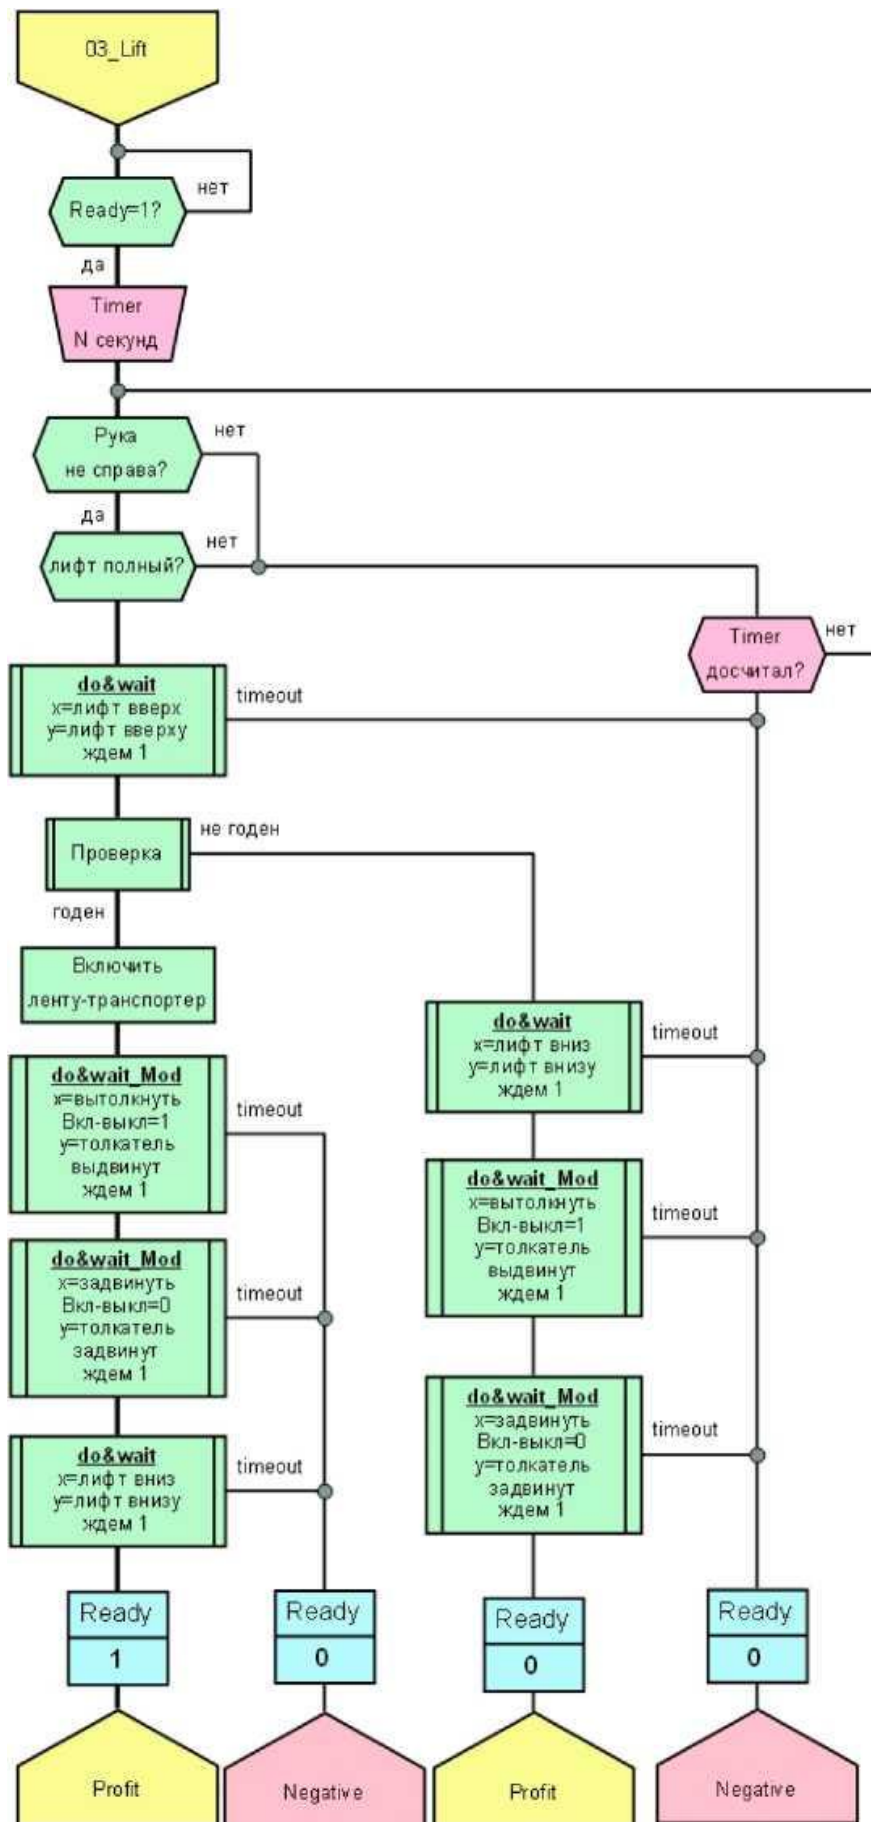 03_Lift
нет
Ready=1?
да
Timer
N секунд
Рука
не справа?
нет
да
лифт полный?
нет
Timer
досчитал?
нет
do&wait
x=лифт вверх
y=лифт вверху
ждем 1
timeout
Проверка
не годен
годен
Включить
ленту-транспортер
do&wait_Mod
x=вытолкнуть
Вкл-выкл=1
y=толкатель
выдвинут
ждем 1
timeout
do&wait_Mod
x=задвинуть
Вкл-выкл=0
y=толкатель
задвинут
ждем 1
timeout
do&wait
x=лифт вниз
y=лифт внизу
ждем 1
timeout
do&wait
x=лифт вниз
y=лифт внизу
ждем 1
timeout
do&wait_Mod
x=вытолкнуть
Вкл-выкл=1
y=толкатель
выдвинут
ждем 1
timeout
do&wait_Mod
x=задвинуть
Вкл-выкл=0
y=толкатель
задвинут
ждем 1
timeout
Ready
1
Ready
0
Ready
0
Ready
0
Profit
Negative
Profit
Negative